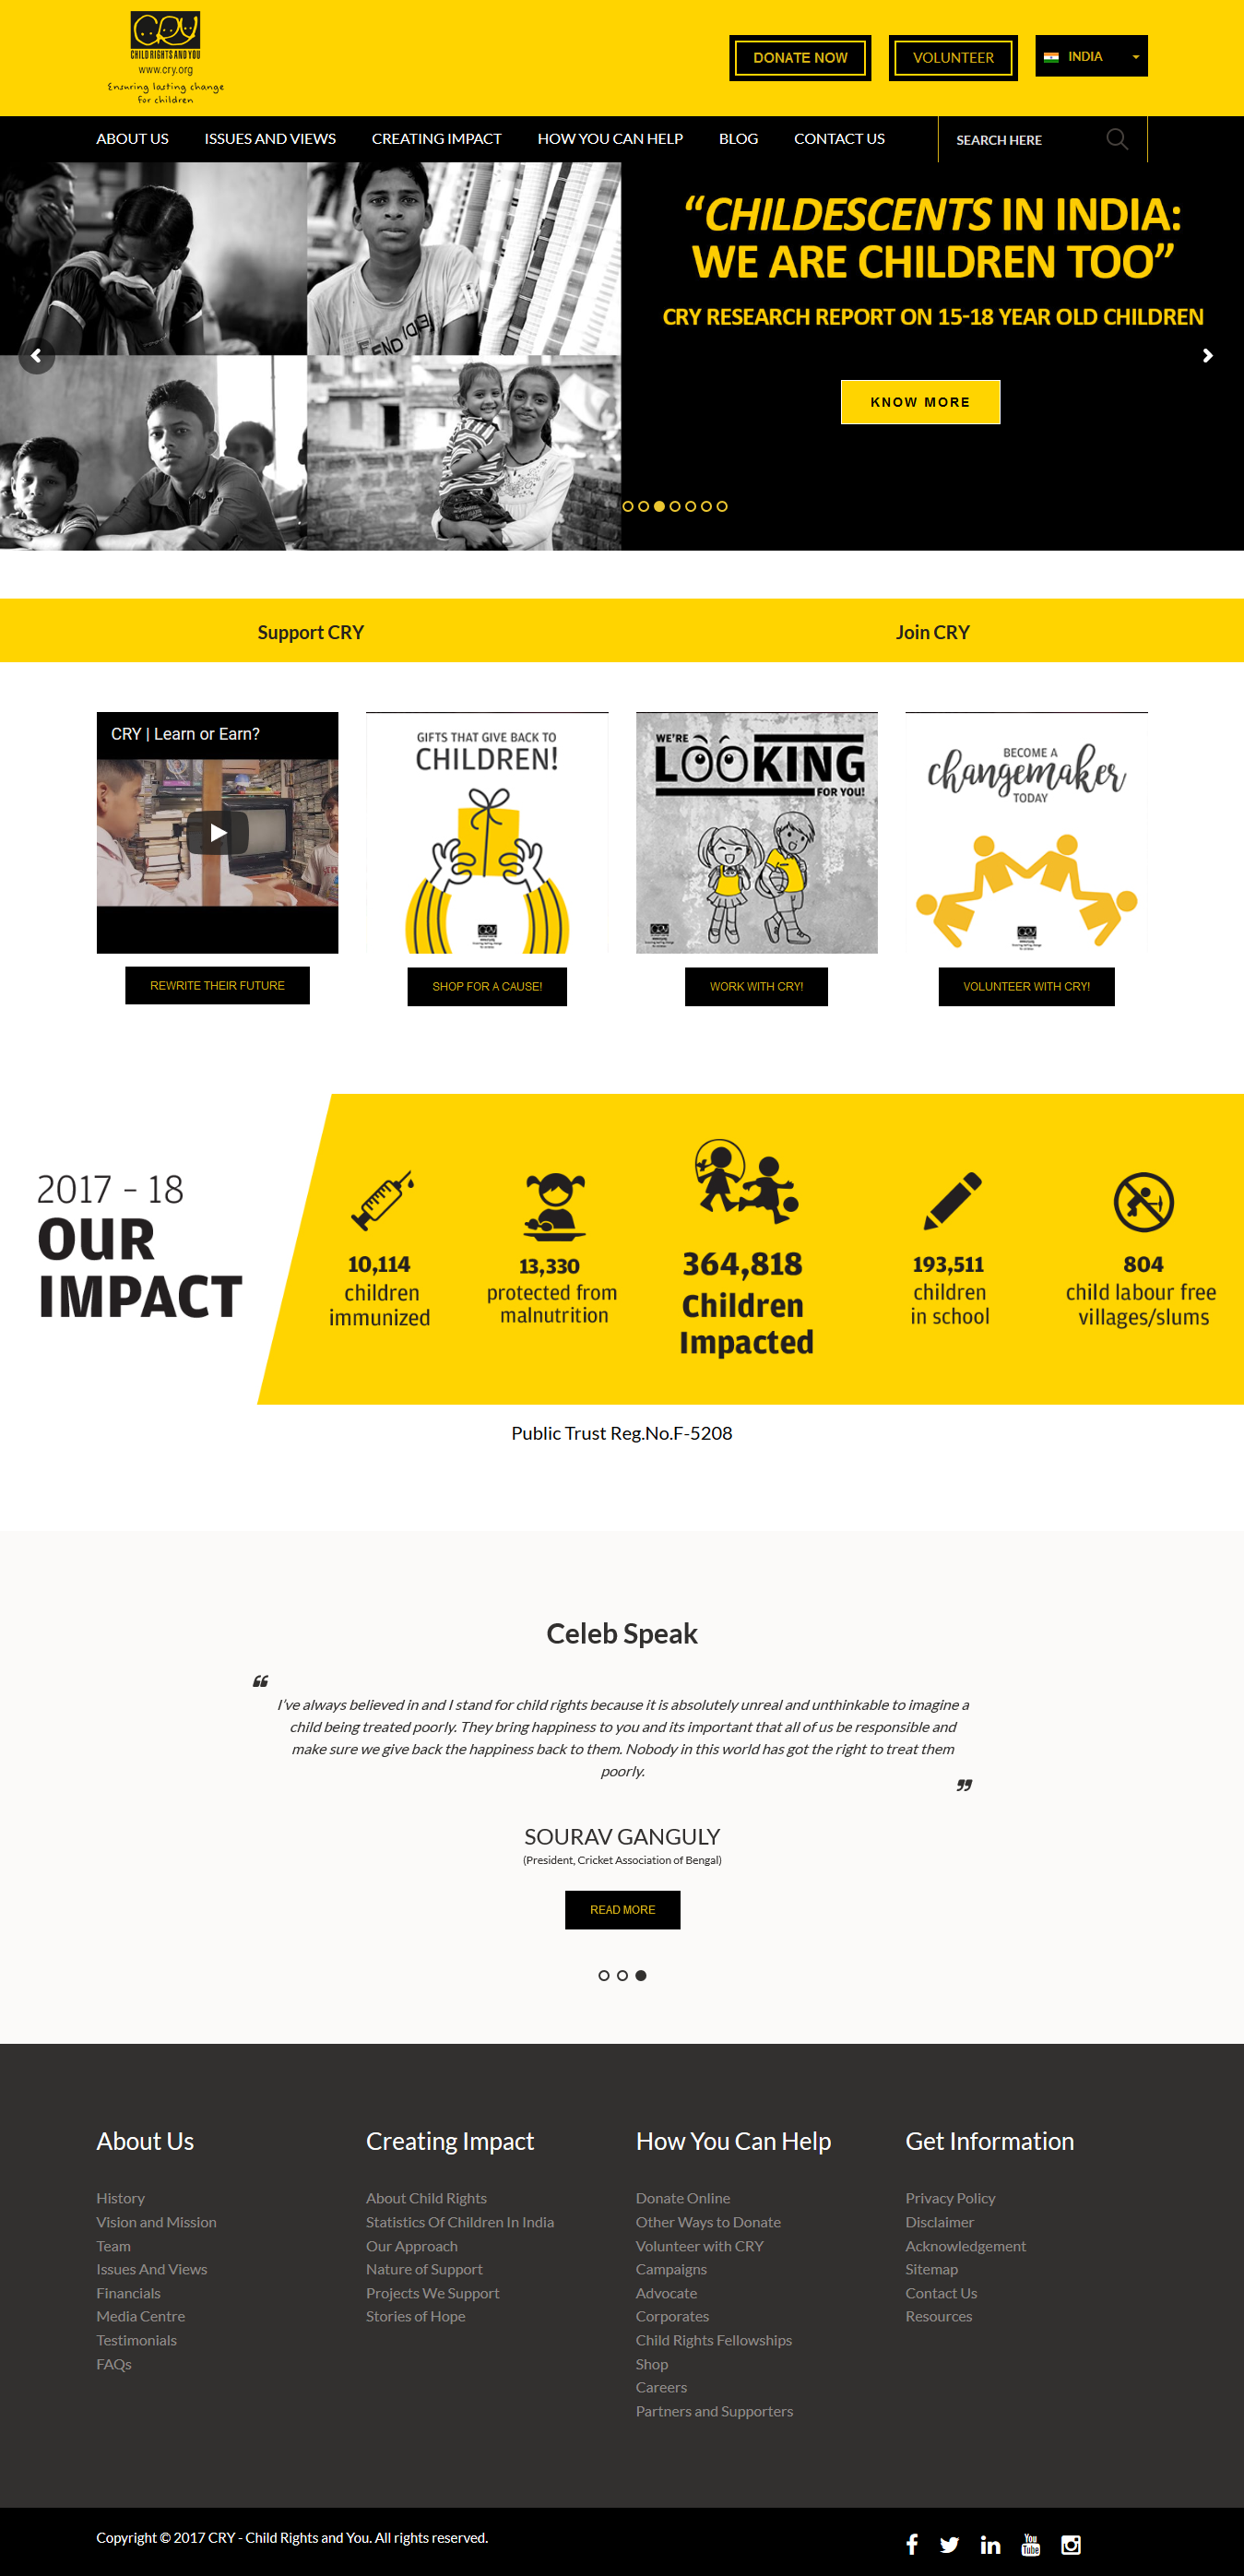 CRY
CHILD RIGHTS AND YOU
www.cry.org
Ensuring lasting change
for children
DONATE NOW
VOLUNTEER
INDIA
ABOUT US
ISSUES AND VIEWS
CREATING IMPACT
HOW YOU CAN HELP
BLOG
CONTACT US
SEARCH HERE
“CHILDESCENTS IN INDIA:
WE ARE CHILDREN TOO”
CRY RESEARCH REPORT ON 15-18 YEAR OLD CHILDREN
KNOW MORE
Support CRY
Join CRY
CRY | Learn or Earn?
REWRITE THEIR FUTURE
GIFTS THAT GIVE BACK TO
CHILDREN!
SHOP FOR A CAUSE!
WE'RE
LOOKING
FOR YOU!
WORK WITH CRY!
BECOME A
changemaker
TODAY
VOLUNTEER WITH CRY!
2017 – 18
OUR
IMPACT
10,114
children
immunized
13,330
protected from
malnutrition
364,818
Children
Impacted
193,511
children
in school
804
child labour free
villages/slums
Public Trust Reg.No.F-5208
Celeb Speak
“
I’ve always believed in and I stand for child rights because it is absolutely unreal and unthinkable to imagine a
child being treated poorly. They bring happiness to you and its important that all of us be responsible and
make sure we give back the happiness back to them. Nobody in this world has got the right to treat them
poorly.
”
SOURAV GANGULY
(President, Cricket Association of Bengal)
READ MORE
About Us
History
Vision and Mission
Team
Issues And Views
Financials
Media Centre
Testimonials
FAQs
Creating Impact
About Child Rights
Statistics Of Children In India
Our Approach
Nature of Support
Projects We Support
Stories of Hope
How You Can Help
Donate Online
Other Ways to Donate
Volunteer with CRY
Campaigns
Advocate
Corporates
Child Rights Fellowships
Shop
Careers
Partners and Supporters
Get Information
Privacy Policy
Disclaimer
Acknowledgement
Sitemap
Contact Us
Resources
Copyright © 2017 CRY - Child Rights and You. All rights reserved.
You
Tube